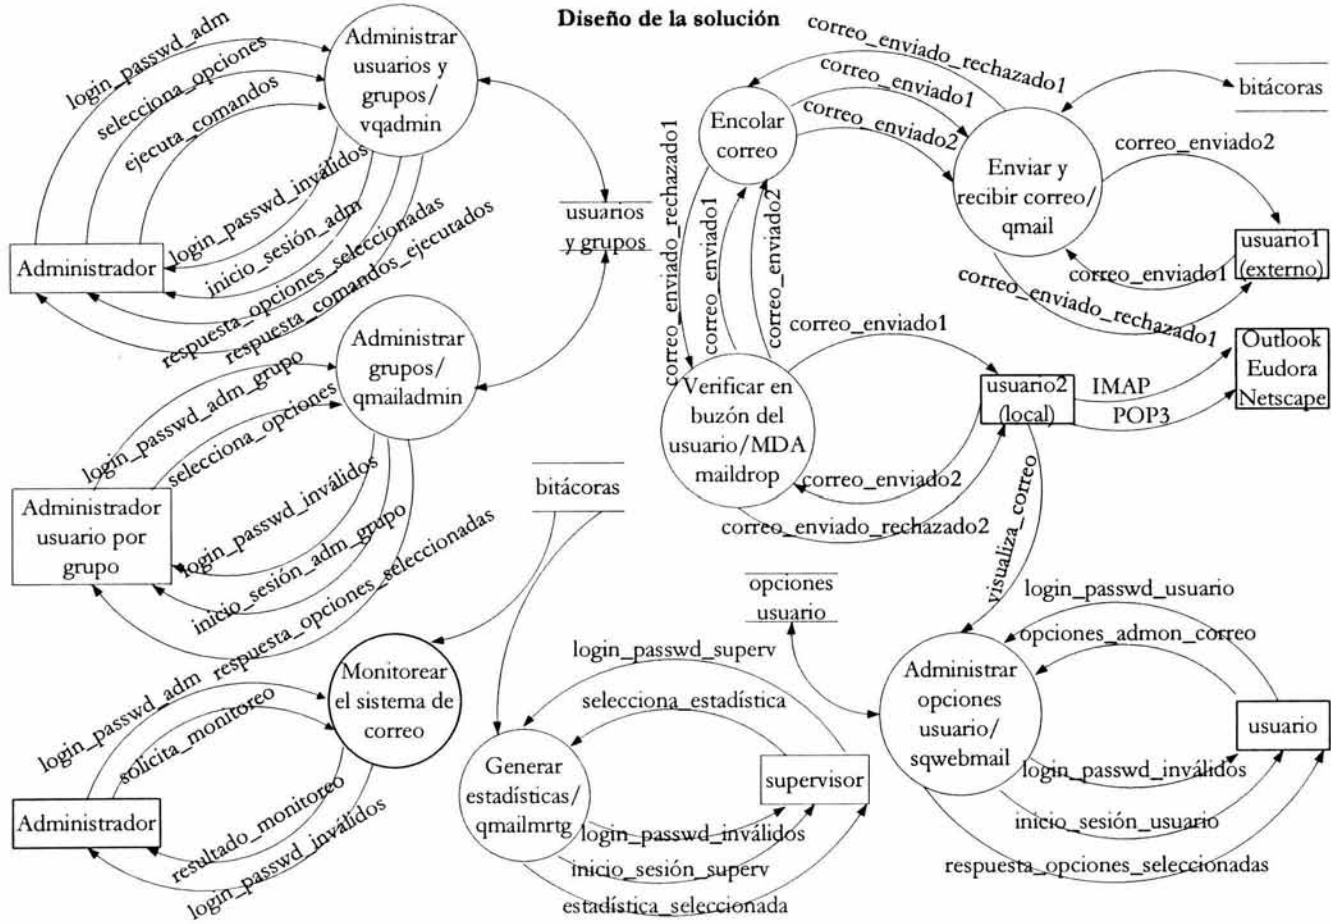 Diseño de la solución
login_passwd_adm
selecciona_opciones
ejecuta_comandos
Administrar
usuarios y
grupos/
vqadmin
login_passwd_inválidos
inicio_sesión_adm
respuesta_opciones_seleccionadas
respuesta_comandos_ejecutados
Administrador
usuarios
y grupos
login_passwd_adm_grupo
selecciona_opciones
Administrar
grupos/
qmailadmin
login_passwd_inválidos
inicio_sesión_adm_grupo
respuesta_opciones_seleccionadas
Administrador
usuario por
grupo
bitácoras
login_passwd_adm
solicita_monitoreo
Monitorear
el sistema de
correo
resultado_monitoreo
login_passwd_inválidos
Administrador
correo_enviado_rechazado1
correo_enviado1
correo_enviado2
Encolar
correo
Enviar y
recibir correo/
qmail
bitácoras
correo_enviado2
usuario1
(externo)
correo_enviado1
correo_enviado_rechazado1
correo_enviado_rechazado1
correo_enviado1
correo_enviado2
Verificar en
buzón del
usuario/MDA
maildrop
correo_enviado1
usuario2
(local)
IMAP
POP3
Outlook
Eudora
Netscape
correo_enviado2
correo_enviado_rechazado2
visualiza_correo
opciones
usuario
login_passwd_superv
selecciona_estadística
Generar
estadísticas/
qmailmrtg
supervisor
login_passwd_inválidos
inicio_sesión_superv
estadística_seleccionada
login_passwd_usuario
opciones_admon_correo
Administrar
opciones
usuario/
sqwebmail
usuario
login_passwd_inválidos
inicio_sesión_usuario
respuesta_opciones_seleccionadas